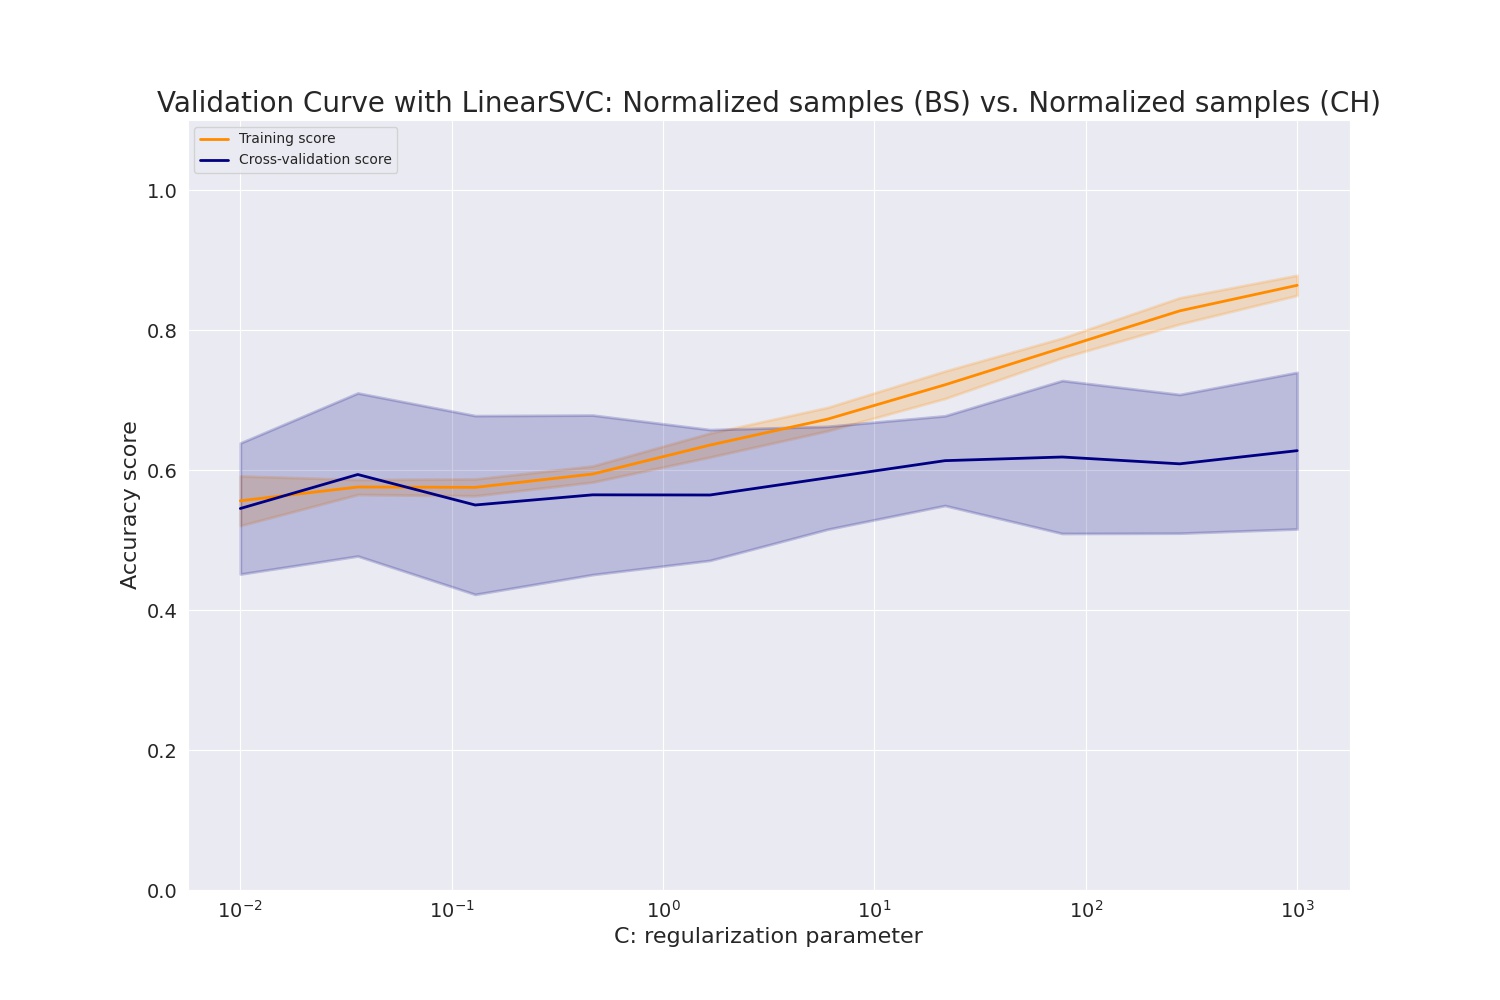 Validation Curve with LinearSVC: Normalized samples (BS) vs. Normalized samples (CH)
Training score
Cross-validation score
1.0
0.8
0.6
0.4
0.2
0.0
Accuracy score
10⁻² 10⁻¹ 10⁰ 10¹ 10² 10³
C: regularization parameter